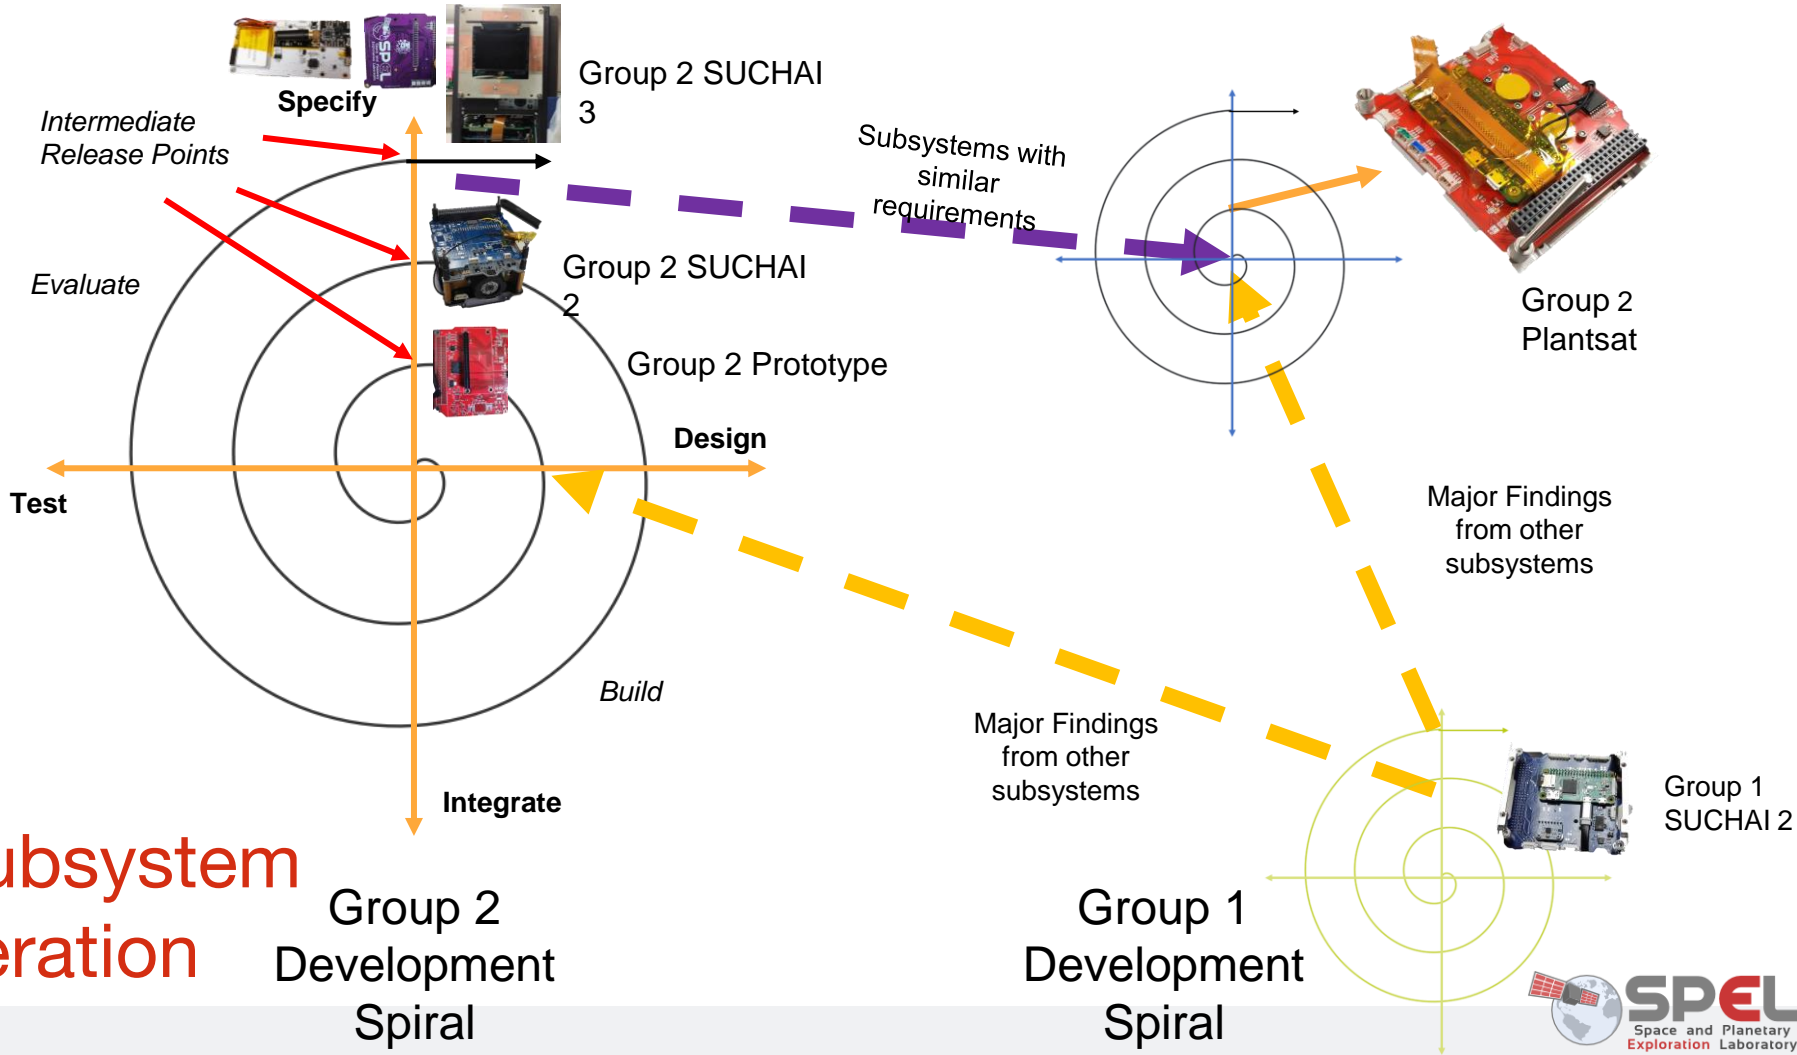 Specify
Group 2 SUCHAI
3
Intermediate
Release Points
Subsystems with
similar
requirements
Evaluate
Group 2 SUCHAI
2
Group 2
Plantsat
Group 2 Prototype
Design
Test
Major Findings
from other
subsystems
Build
Major Findings
from other
subsystems
Integrate
Group 1
SUCHAI 2
ubsystem
eration
Group 2
Development
Spiral
Group 1
Development
Spiral
SPEL
Space and Planetary
Exploration Laboratory
SPEL